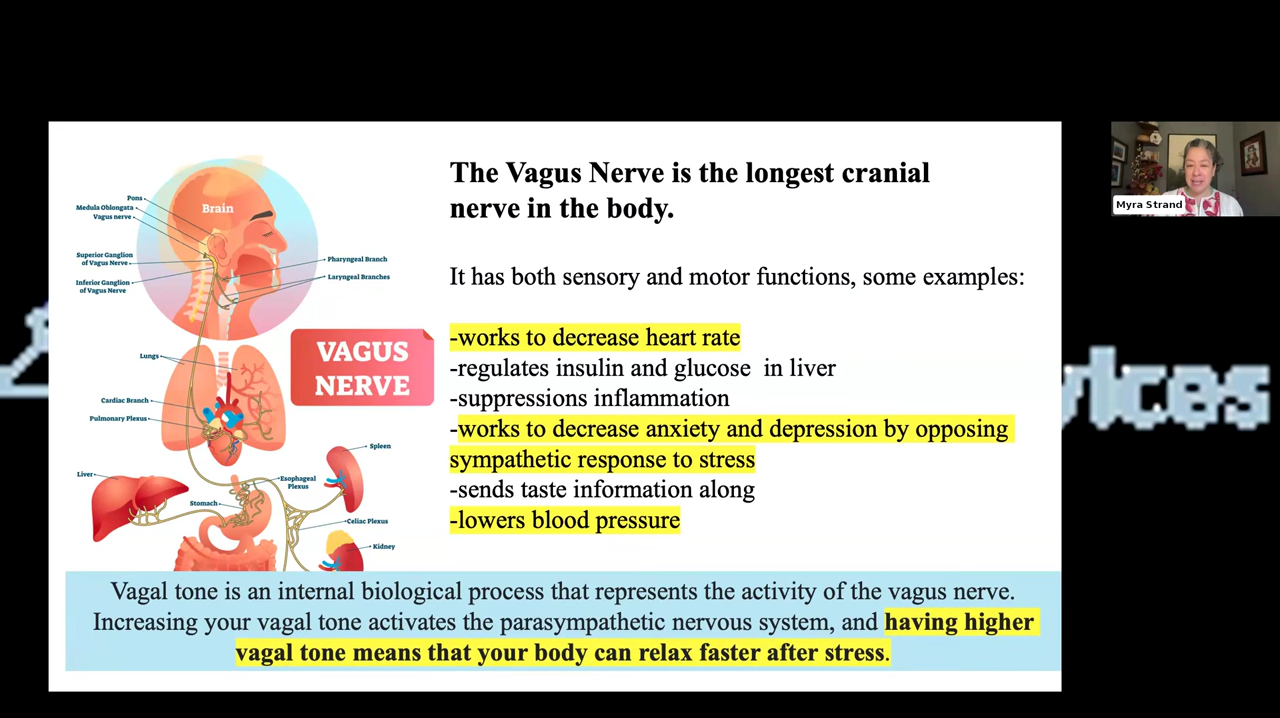 The Vagus Nerve is the longest cranial
nerve in the body.
It has both sensory and motor functions, some examples:
-works to decrease heart rate
-regulates insulin and glucose  in liver
-suppressions inflammation
-works to decrease anxiety and depression by opposing
sympathetic response to stress
-sends taste information along
-lowers blood pressure
Brain
Pons
Medula Oblongata
Vagus nerve
Superior Ganglion
of Vagus Nerve
Inferior Ganglion
of Vagus Nerve
Pharyngeal Branch
Laryngeal Branches
VAGUS
NERVE
Lungs
Cardiac Branch
Pulmonary Plexus
Spleen
Liver
Esophageal
Plexus
Stomach
Celiac Plexus
Kidney
Vagal tone is an internal biological process that represents the activity of the vagus nerve.
Increasing your vagal tone activates the parasympathetic nervous system, and having higher
vagal tone means that your body can relax faster after stress.
Myra Strand